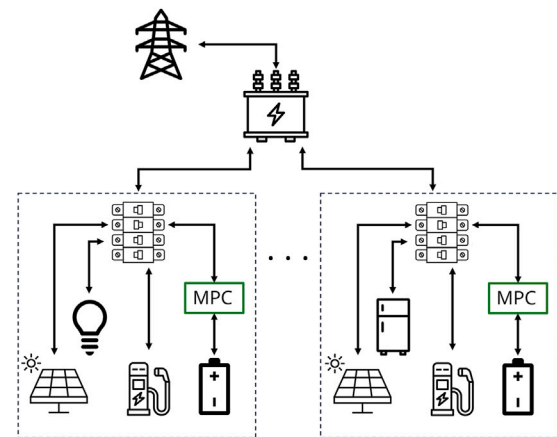 . . .
MPC
MPC
+
-
+
-